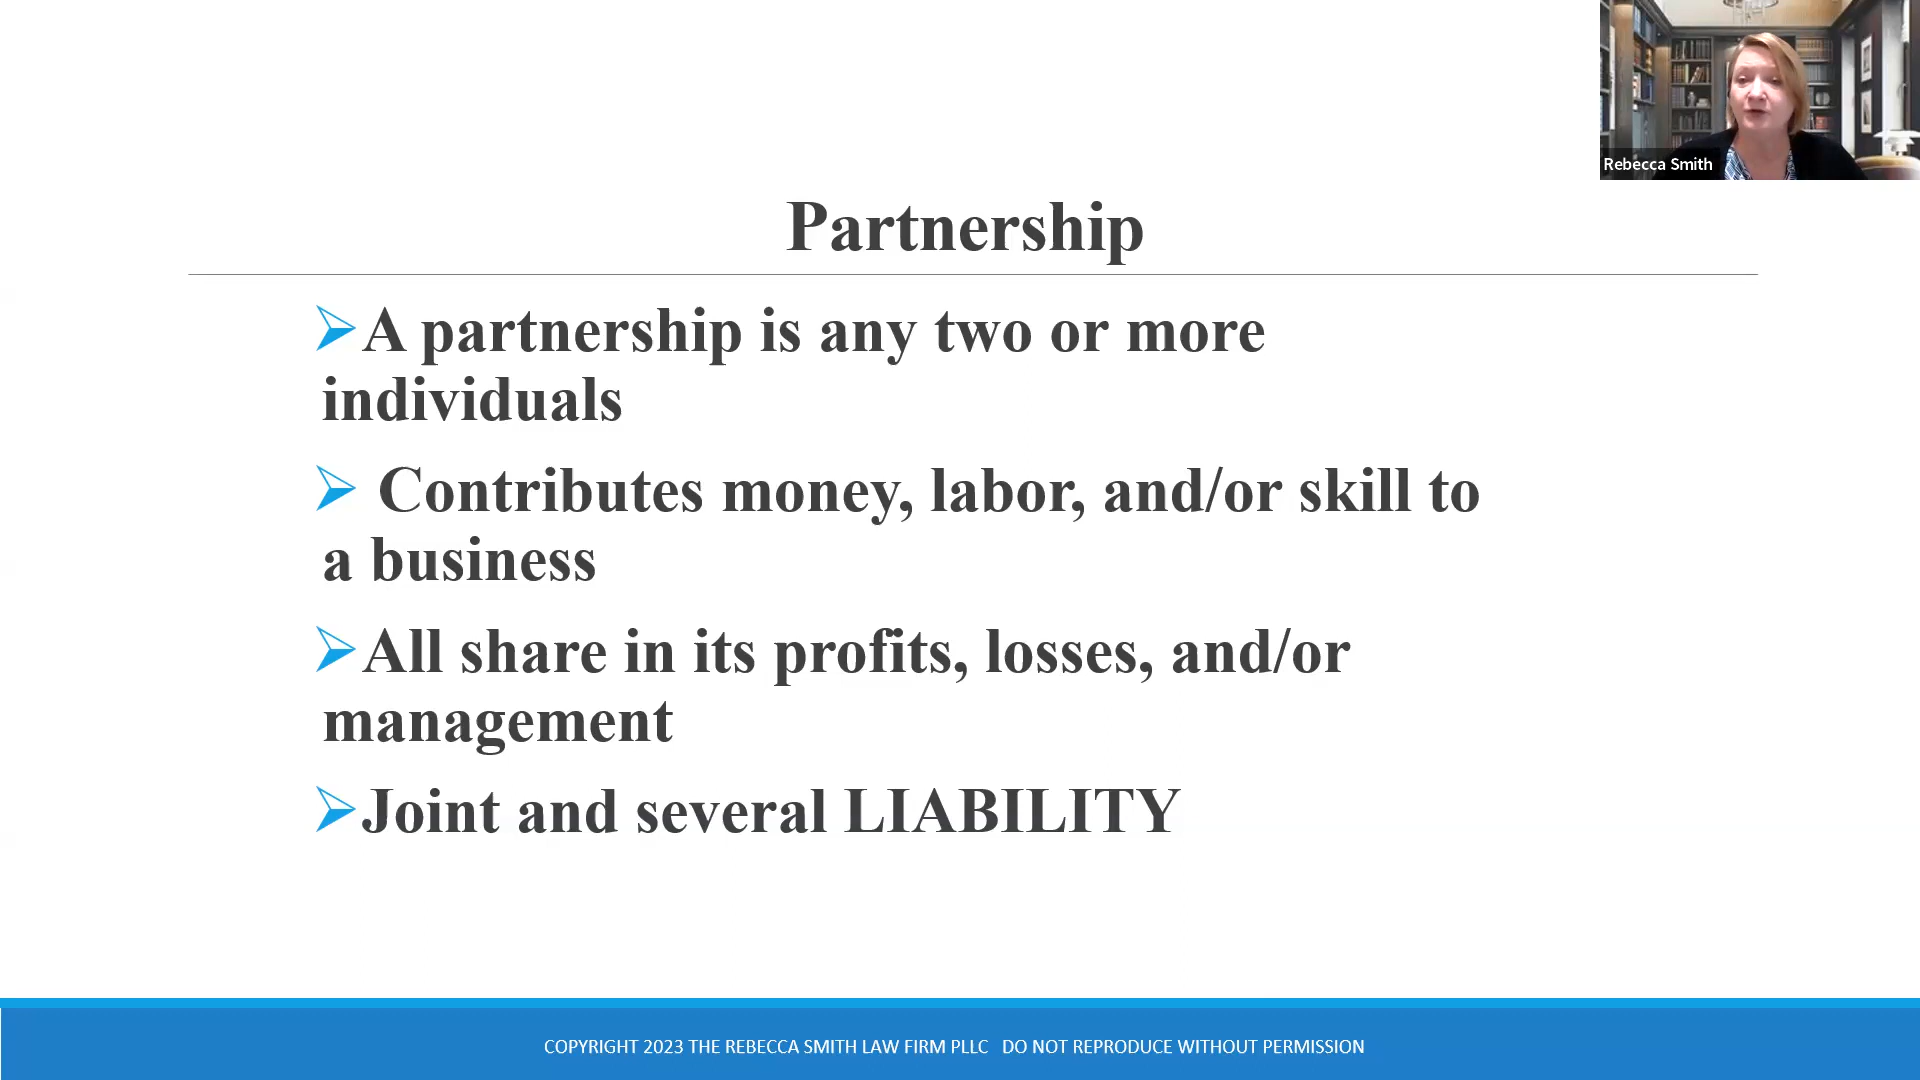 Rebecca Smith
Partnership
A partnership is any two or more
individuals
Contributes money, labor, and/or skill to
a business
All share in its profits, losses, and/or
management
Joint and several LIABILITY
COPYRIGHT 2023 THE REBECCA SMITH LAW FIRM PLLC DO NOT REPRODUCE WITHOUT PERMISSION